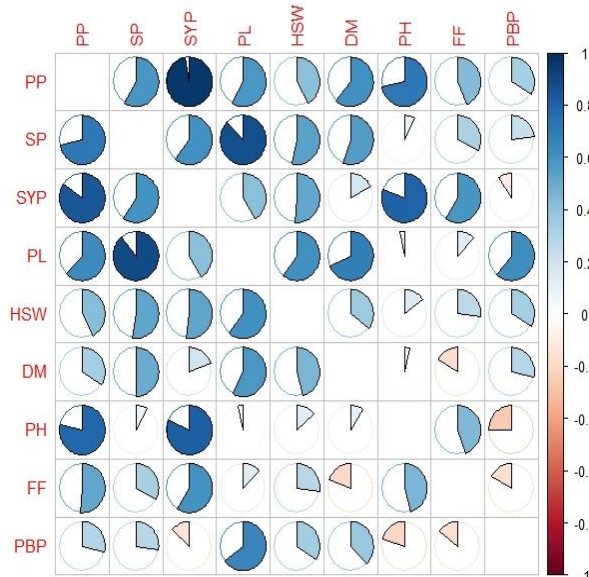 PP SP SYP PL HSW DM PH FF PBP
PP
SP
SYP
PL
HSW
DM
PH
FF
PBP
1
0.8
0.6
0.4
0.2
0
-0.
-0.
-0.
-0.
-1